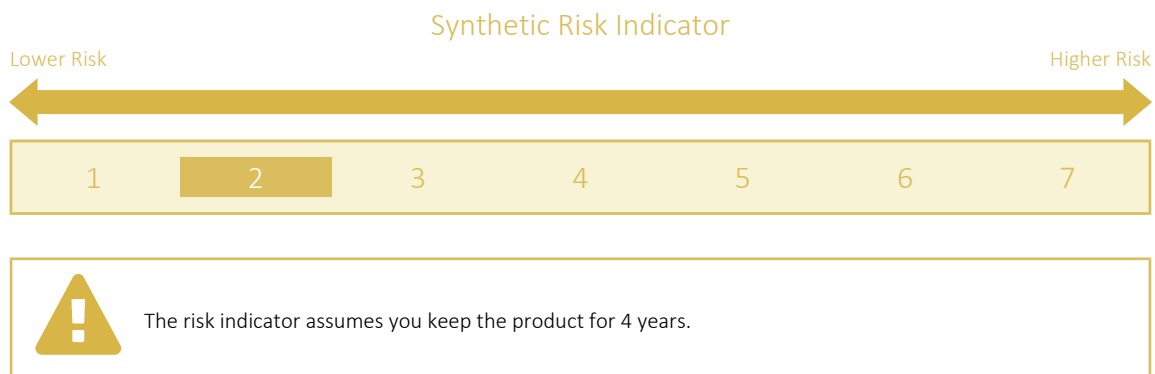 Synthetic Risk Indicator
Lower Risk Higher Risk
1 2 3 4 5 6 7
The risk indicator assumes you keep the product for 4 years.